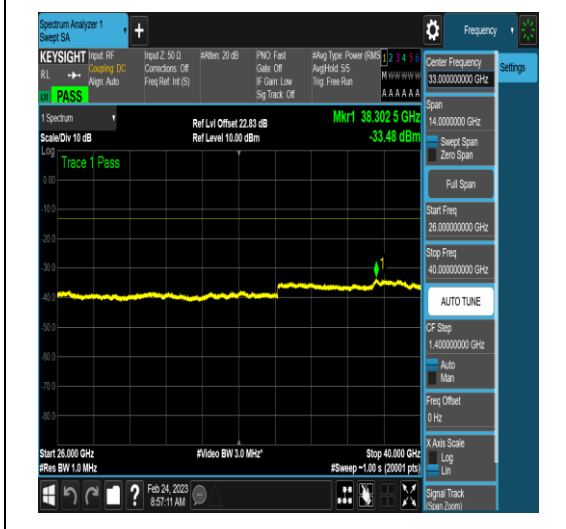 Spectrum Analyzer 1
Swept SA
+
Frequency
KEYSIGHT
RL
PASS
Input: RF
Coupling: DC
Align: Auto
Input Z: 50 Ω
Corrections: Off
Freq Ref: Int (S)
#Atten: 20 dB
PNO: Fast
Gate: Off
IF Gain: Low
Sig Track: Off
#Avg Type: Power (RMS
Avg|Hold: 5/5
Trig: Free Run
1 2 3 4 5 6
M W W W W W
A A A A A A
1 Spectrum
Scale/Div 10 dB
Ref Lvl Offset 22.83 dB
Ref Level 10.00 dBm
Mkr1 38.302 5 GHz
-33.48 dBm
Log
Trace 1 Pass
0.00
-10.0
-20.0
-30.0
-40.0
-50.0
-60.0
-70.0
-80.0
1
Start 26.000 GHz
#Res BW 1.0 MHz
#Video BW 3.0 MHz*
Stop 40.000 GHz
#Sweep ~1.00 s (20001 pts)
?
Feb 24, 2023
8:57:11 AM
Center Frequency
33.000000000 GHz
Settings
Span
14.0000000 GHz
Swept Span
Zero Span
Full Span
Start Freq
26.000000000 GHz
Stop Freq
40.000000000 GHz
AUTO TUNE
CF Step
1.400000000 GHz
Auto
Man
Freq Offset
0 Hz
X Axis Scale
Log
Lin
Signal Track
(Span Zoom)